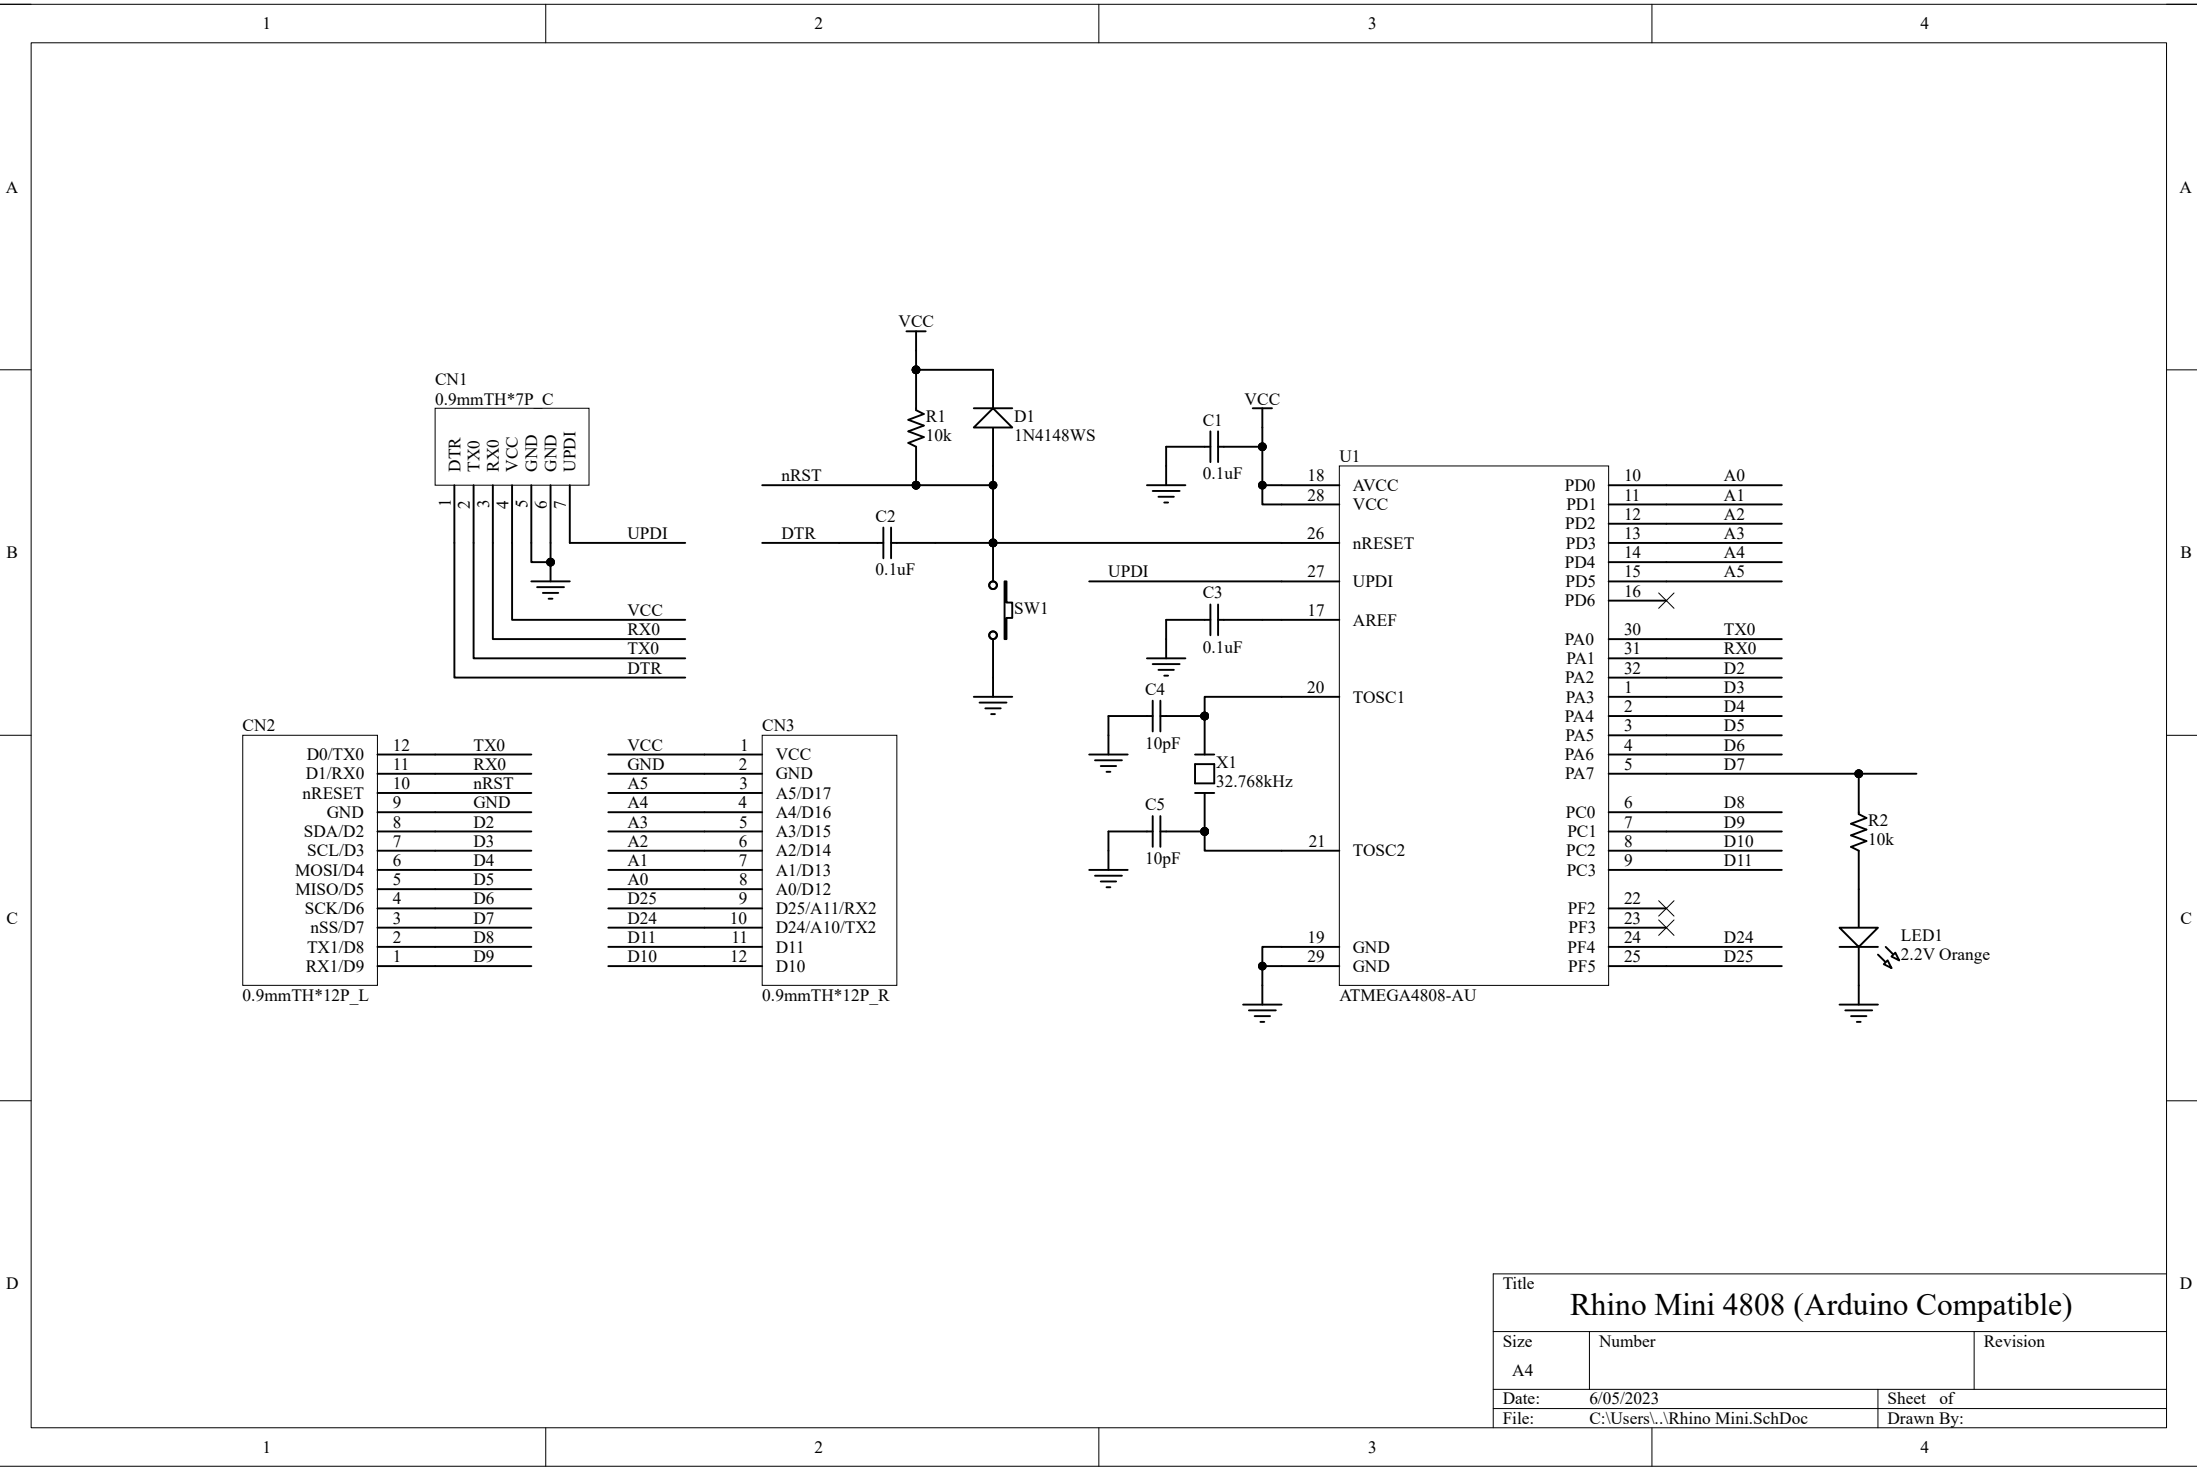 1 2 3 4
A A
B B
C C
D D
1 2 3 4
CN1
0.9mmTH*7P_C
DTR
TX0
RX0
VCC
GND
GND
UPDI
1
2
3
4
5
6
7
UPDI
VCC
RX0
TX0
DTR
VCC
R1
10k
D1
1N4148WS
nRST
DTR
C2
0.1uF
SW1
CN2
D0/TX0 12 TX0
D1/RX0 11 RX0
nRESET 10 nRST
GND 9 GND
SDA/D2 8 D2
SCL/D3 7 D3
MOSI/D4 6 D4
MISO/D5 5 D5
SCK/D6 4 D6
nSS/D7 3 D7
TX1/D8 2 D8
RX1/D9 1 D9
0.9mmTH*12P_L
CN3
VCC 1 VCC
GND 2 GND
A5 3 A5/D17
A4 4 A4/D16
A3 5 A3/D15
A2 6 A2/D14
A1 7 A1/D13
A0 8 A0/D12
D25 9 D25/A11/RX2
D24 10 D24/A10/TX2
D11 11 D11
D10 12 D10
0.9mmTH*12P_R
VCC
C1
0.1uF
UPDI
C3
0.1uF
C4
10pF
X1
32.768kHz
C5
10pF
U1
18 AVCC
28 VCC
26 nRESET
27 UPDI
17 AREF
20 TOSC1
21 TOSC2
19 GND
29 GND
PD0 10 A0
PD1 11 A1
PD2 12 A2
PD3 13 A3
PD4 14 A4
PD5 15 A5
PD6 16
PA0 30 TX0
PA1 31 RX0
PA2 32 D2
PA3 1 D3
PA4 2 D4
PA5 3 D5
PA6 4 D6
PA7 5 D7
PC0 6 D8
PC1 7 D9
PC2 8 D10
PC3 9 D11
PF2 22
PF3 23
PF4 24 D24
PF5 25 D25
ATMEGA4808-AU
R2
10k
LED1
2.2V Orange
Title
Rhino Mini 4808 (Arduino Compatible)
Size Number Revision
A4
Date: 6/05/2023 Sheet of
File: C:\Users\..\Rhino Mini.SchDoc Drawn By: